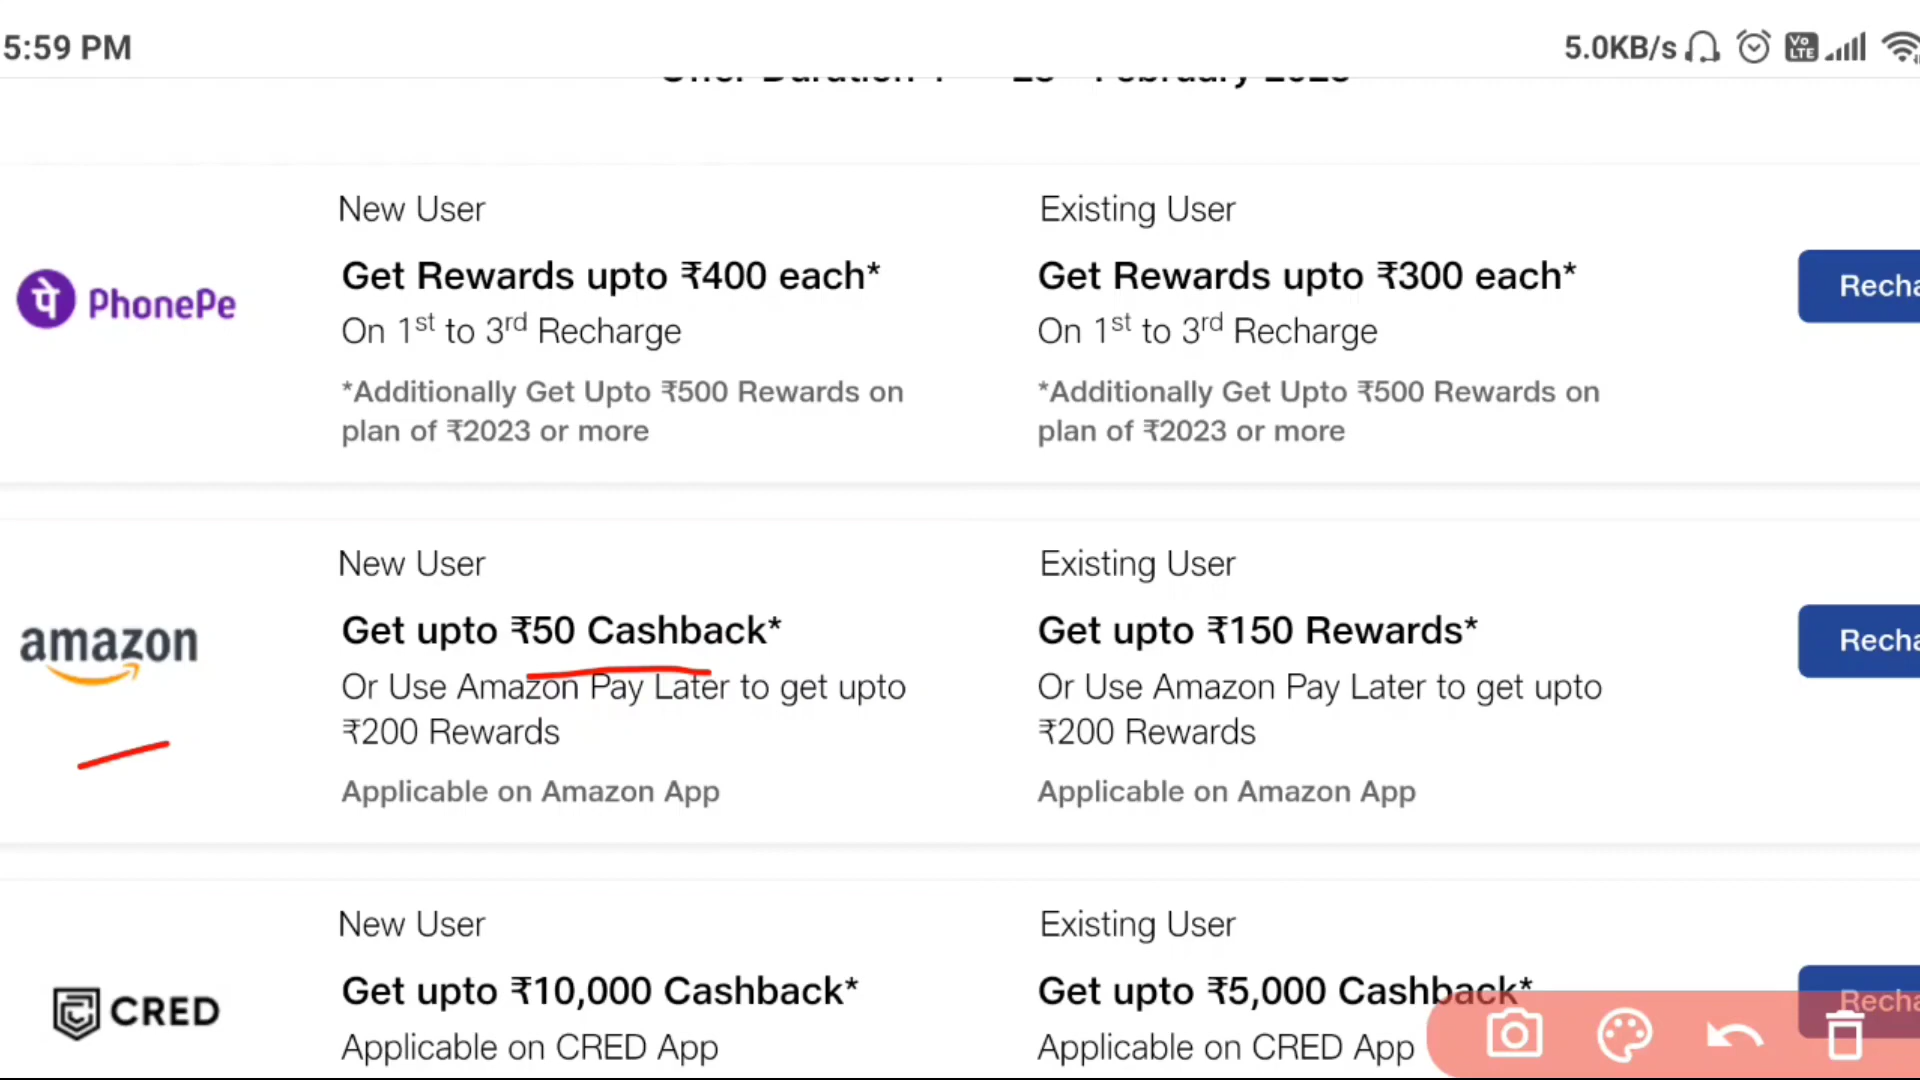 5:59 PM
5.0KB/s
Vo LTE
Offer Duration
February
New User
Existing User
Get Rewards upto ₹400 each*
Get Rewards upto ₹300 each*
Recha
पे PhonePe
On 1st to 3rd Recharge
On 1st to 3rd Recharge
*Additionally Get Upto ₹500 Rewards on
plan of ₹2023 or more
*Additionally Get Upto ₹500 Rewards on
plan of ₹2023 or more
New User
Existing User
amazon
Get upto ₹50 Cashback*
Get upto ₹150 Rewards*
Recha
Or Use Amazon Pay Later to get upto
₹200 Rewards
Or Use Amazon Pay Later to get upto
₹200 Rewards
Applicable on Amazon App
Applicable on Amazon App
New User
Existing User
CRED
Get upto ₹10,000 Cashback*
Get upto ₹5,000 Cashback*
Recha
Applicable on CRED App
Applicable on CRED App